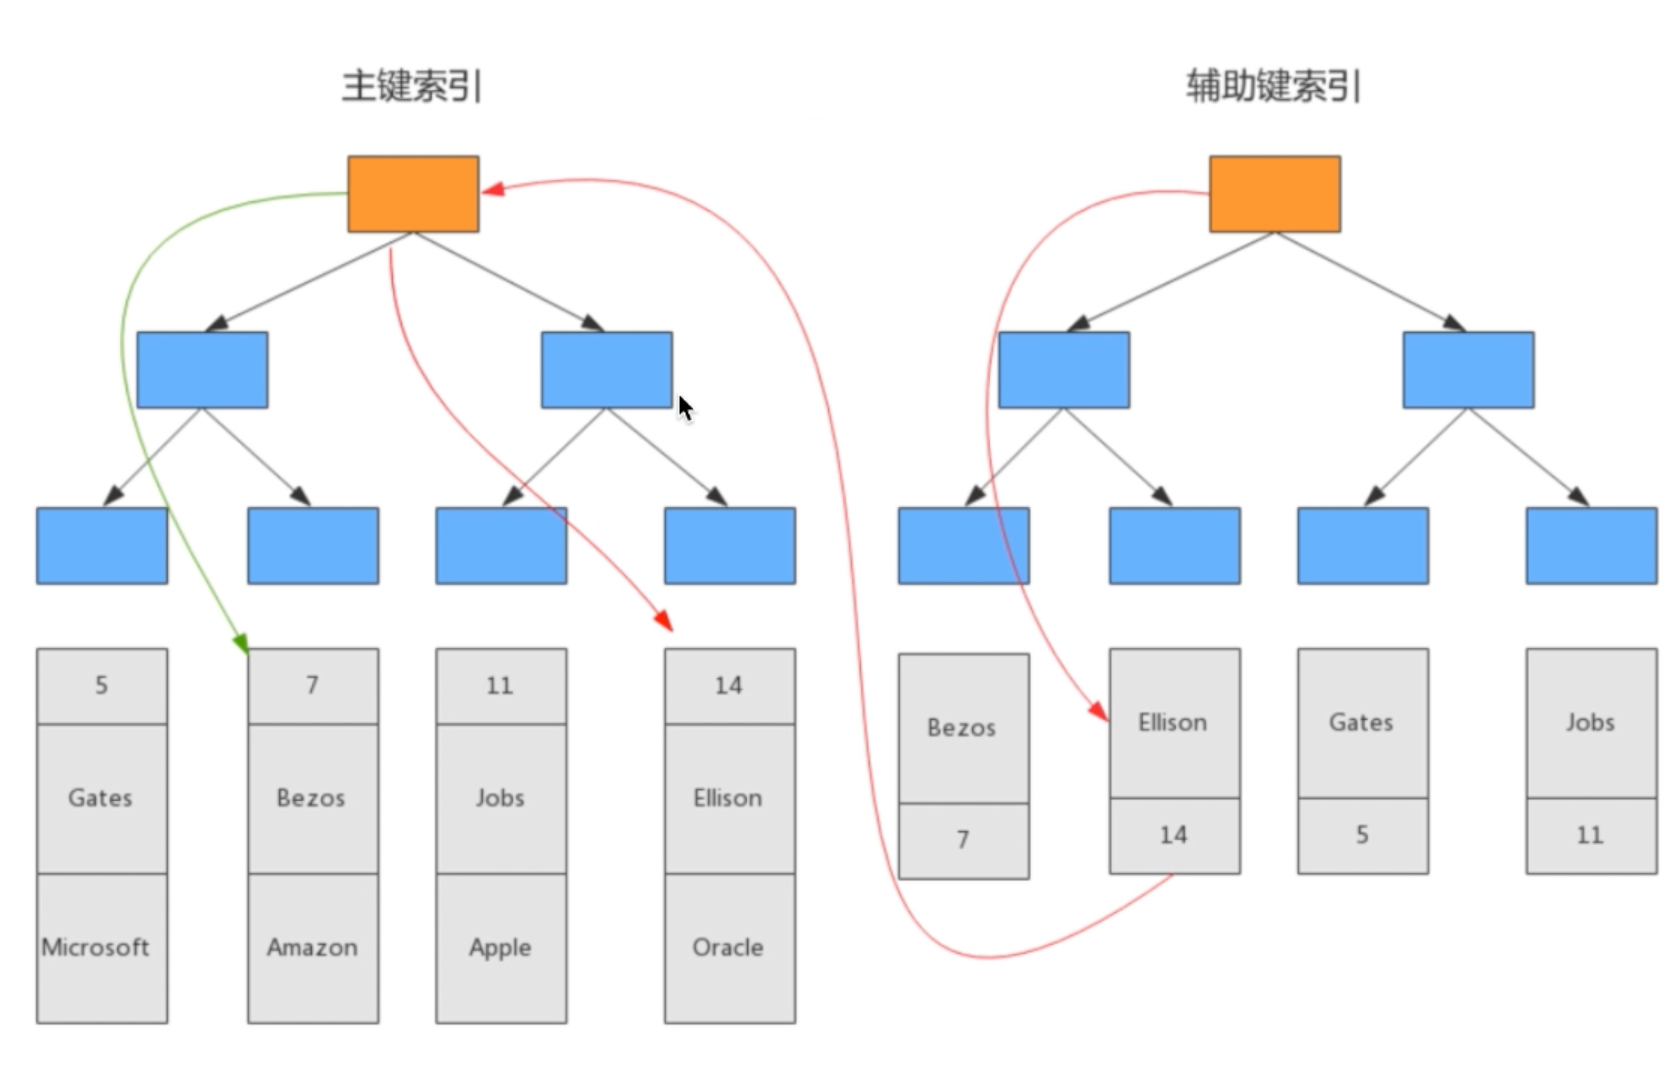 主键索引
辅助键索引
5
7
11
14
Gates
Bezos
Jobs
Ellison
Microsoft
Amazon
Apple
Oracle
Bezos
Ellison
Gates
Jobs
7
14
5
11